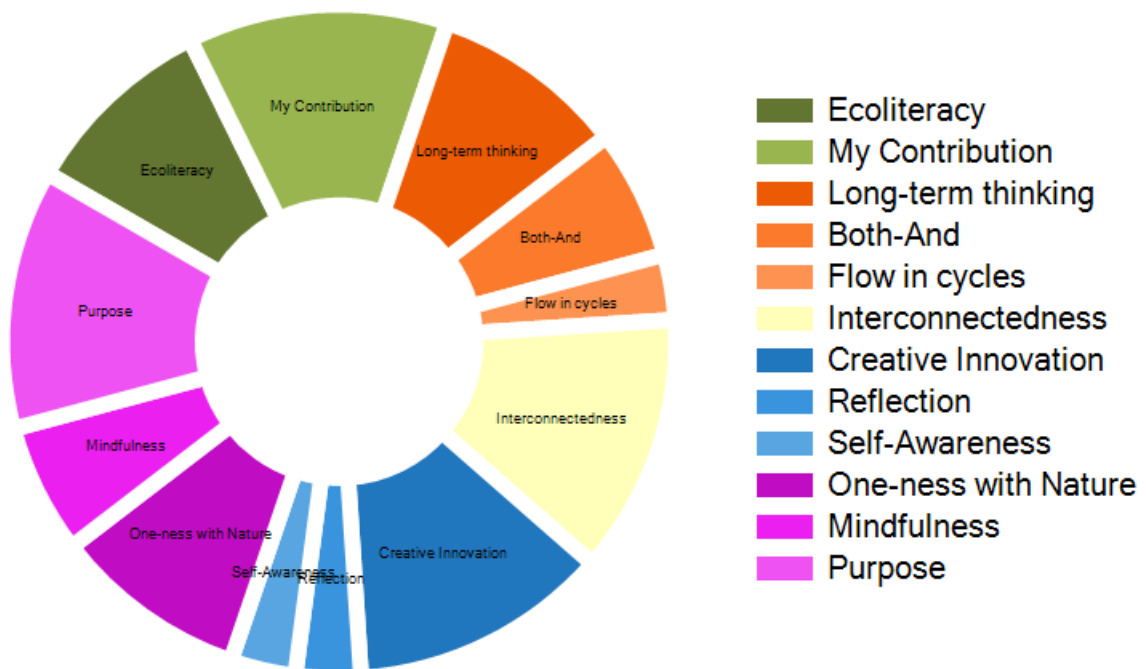 My Contribution
Long-term thinking
Ecoliteracy
Both-And
Flow in cycles
Purpose
Interconnectedness
Mindfulness
One-ness with Nature
Creative Innovation
Self-Awareness
Reflection
Ecoliteracy
My Contribution
Long-term thinking
Both-And
Flow in cycles
Interconnectedness
Creative Innovation
Reflection
Self-Awareness
One-ness with Nature
Mindfulness
Purpose